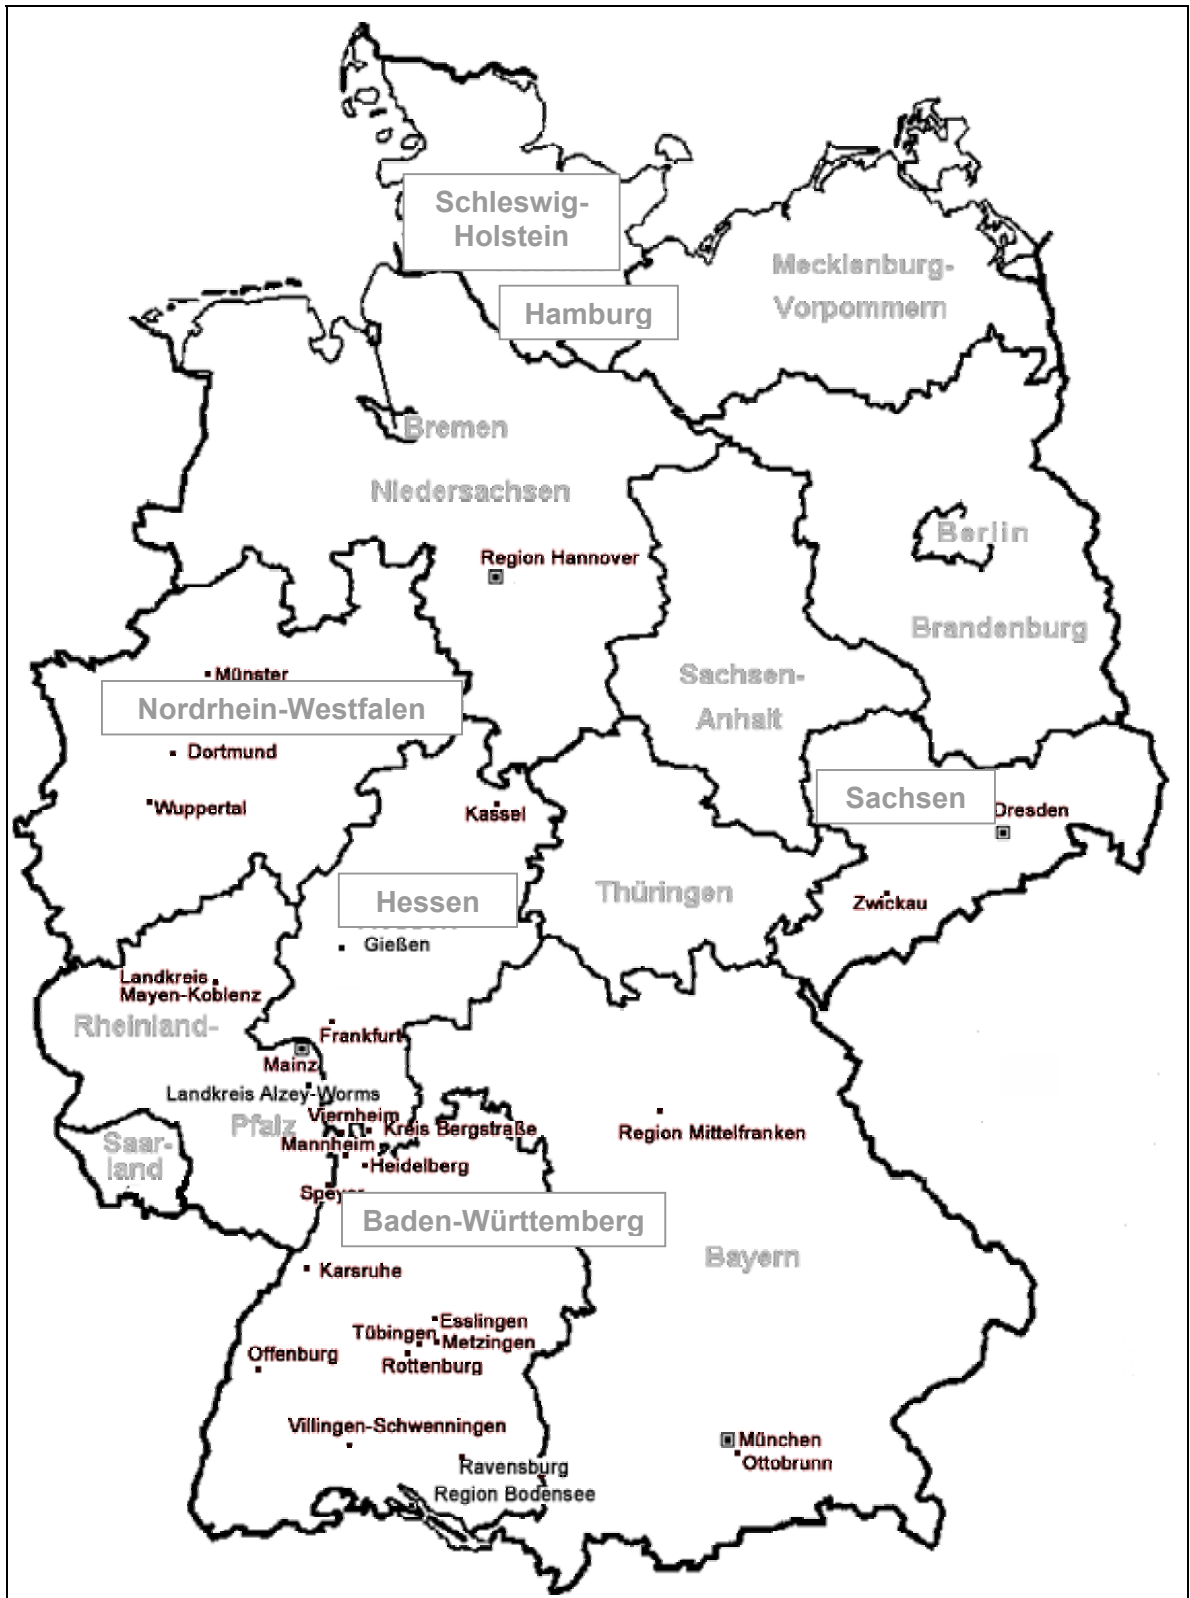 Schleswig-
Holstein
Mecklenburg-
Vorpommern
Hamburg
Bremen
Niedersachsen
Berlin
Region Hannover
Brandenburg
Münster
Sachsen-
Anhalt
Nordrhein-Westfalen
Dortmund
Sachsen
Wuppertal
Kassel
Dresden
Thüringen
Hessen
Zwickau
Gießen
Landkreis
Mayen-Koblenz
Rheinland-
Frankfurt
Mainz
Landkreis Alzey-Worms
Viernheim
Pfalz
Kreis Bergstraße
Region Mittelfranken
Mannheim
Saar-
land
Heidelberg
Speyer
Baden-Württemberg
Bayern
Karsruhe
Esslingen
Tübingen
Metzingen
Offenburg
Rottenburg
Villingen-Schwenningen
München
Ottobrunn
Ravensburg
Region Bodensee